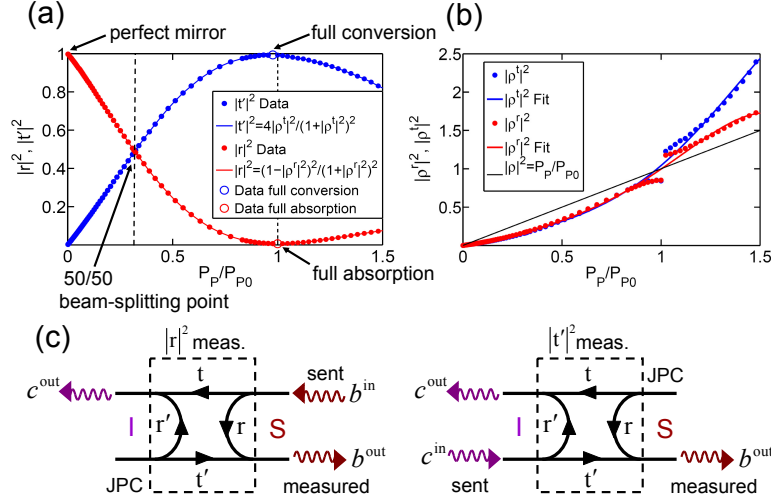 (a)
perfect mirror
full conversion
|r|², |t'|²
1
0.8
0.6
0.4
0.2
0
0.5
1
1.5
P_P/P_P0
|t'|² Data
|t'|²=4|ρᵗ|²/(1+|ρᵗ|²)²
|r|² Data
|r|²=(1−|ρʳ|²)²/(1+|ρʳ|²)²
Data full conversion
Data full absorption
50/50
beam-splitting point
full absorption
(b)
|ρʳ|², |ρᵗ|²
2.5
2.0
1.5
1
0.5
0
0
0.5
1
1.5
P_P/P_P0
|ρᵗ|²
|ρᵗ|² Fit
|ρʳ|²
|ρʳ|² Fit
|ρ|²=P_P/P_P0
(c)
|r|² meas.
c^out
t
sent
b^in
I
r'
r
S
JPC
t'
b^out
measured
|t'|² meas.
c^out
t
JPC
I
r'
r
S
c^in
sent
t'
b^out
measured